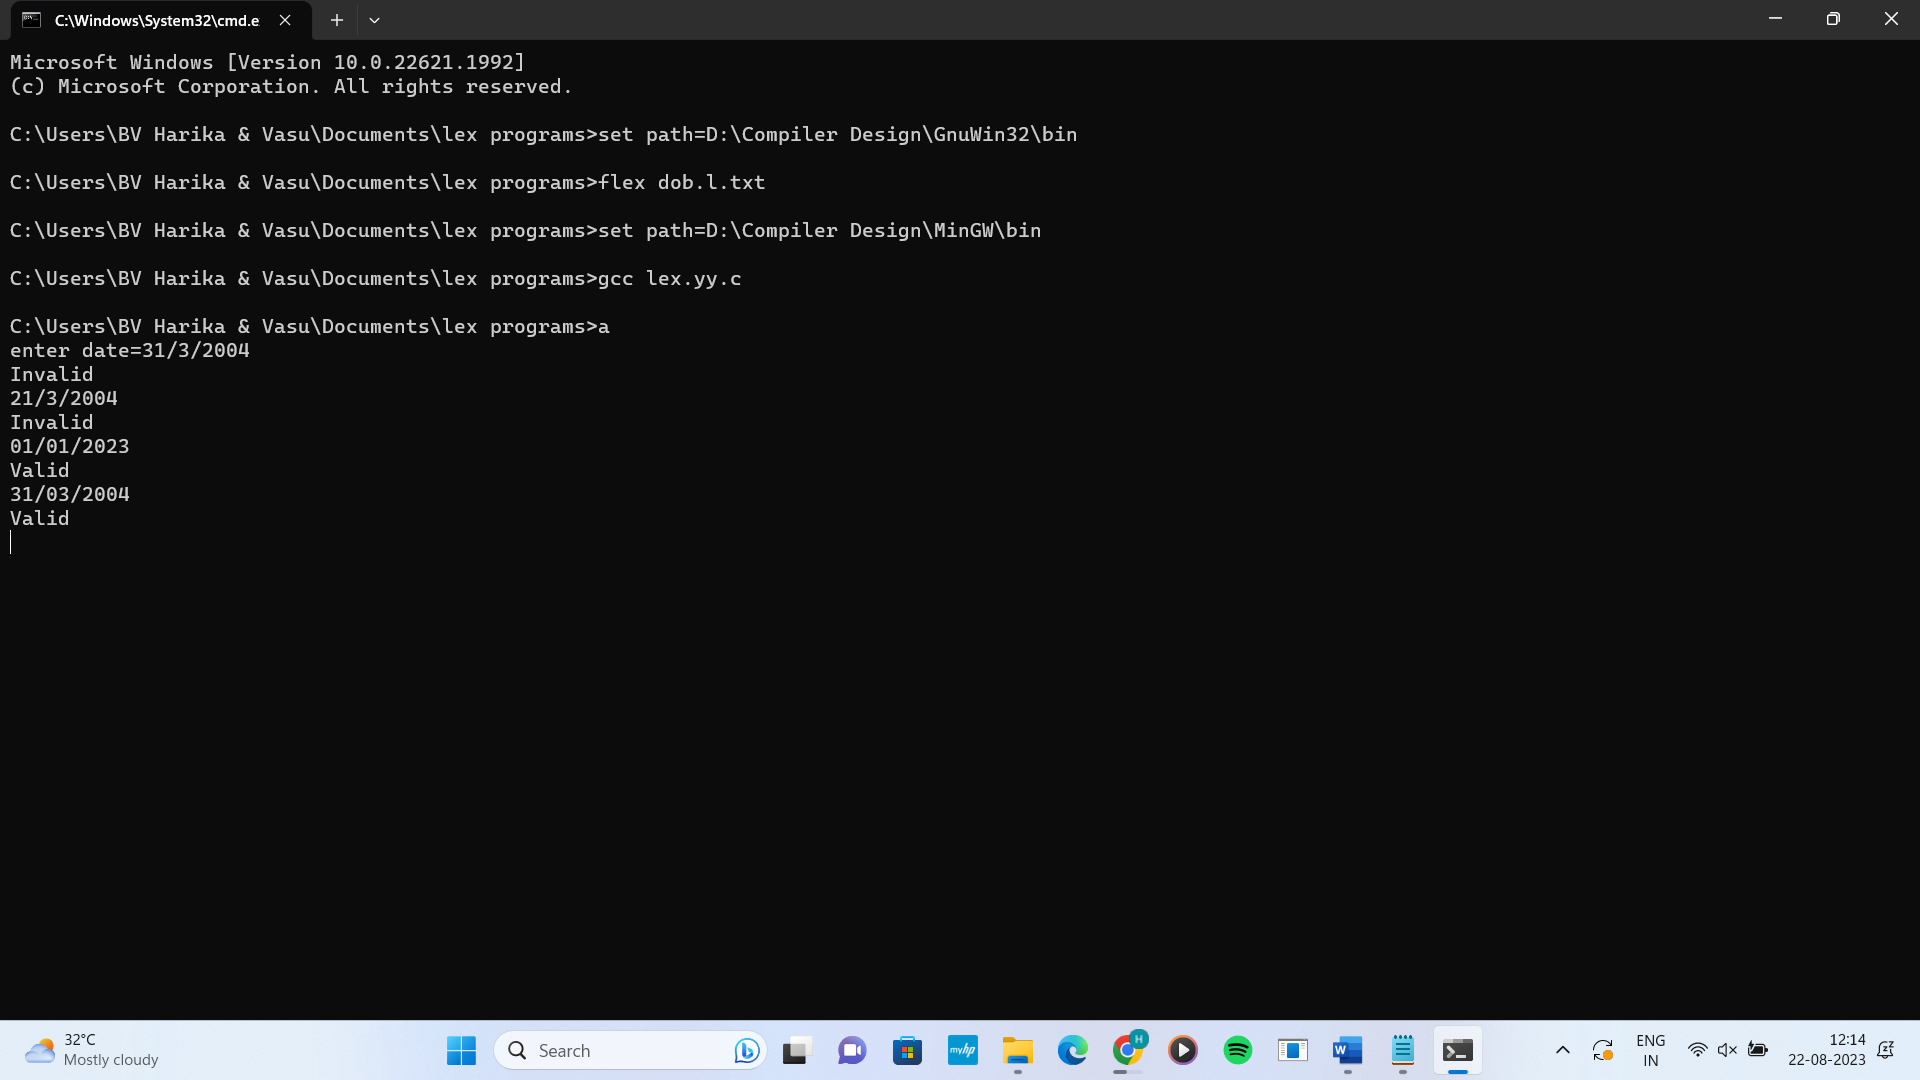 C:\Windows\System32\cmd.e
Microsoft Windows [Version 10.0.22621.1992]
(c) Microsoft Corporation. All rights reserved.
C:\Users\BV Harika & Vasu\Documents\lex programs>set path=D:\Compiler Design\GnuWin32\bin
C:\Users\BV Harika & Vasu\Documents\lex programs>flex dob.l.txt
C:\Users\BV Harika & Vasu\Documents\lex programs>set path=D:\Compiler Design\MinGW\bin
C:\Users\BV Harika & Vasu\Documents\lex programs>gcc lex.yy.c
C:\Users\BV Harika & Vasu\Documents\lex programs>a
enter date=31/3/2004
Invalid
21/3/2004
Invalid
01/01/2023
Valid
31/03/2004
Valid
32°C
Mostly cloudy
Search
myhp
H
W
ENG
IN
12:14
22-08-2023